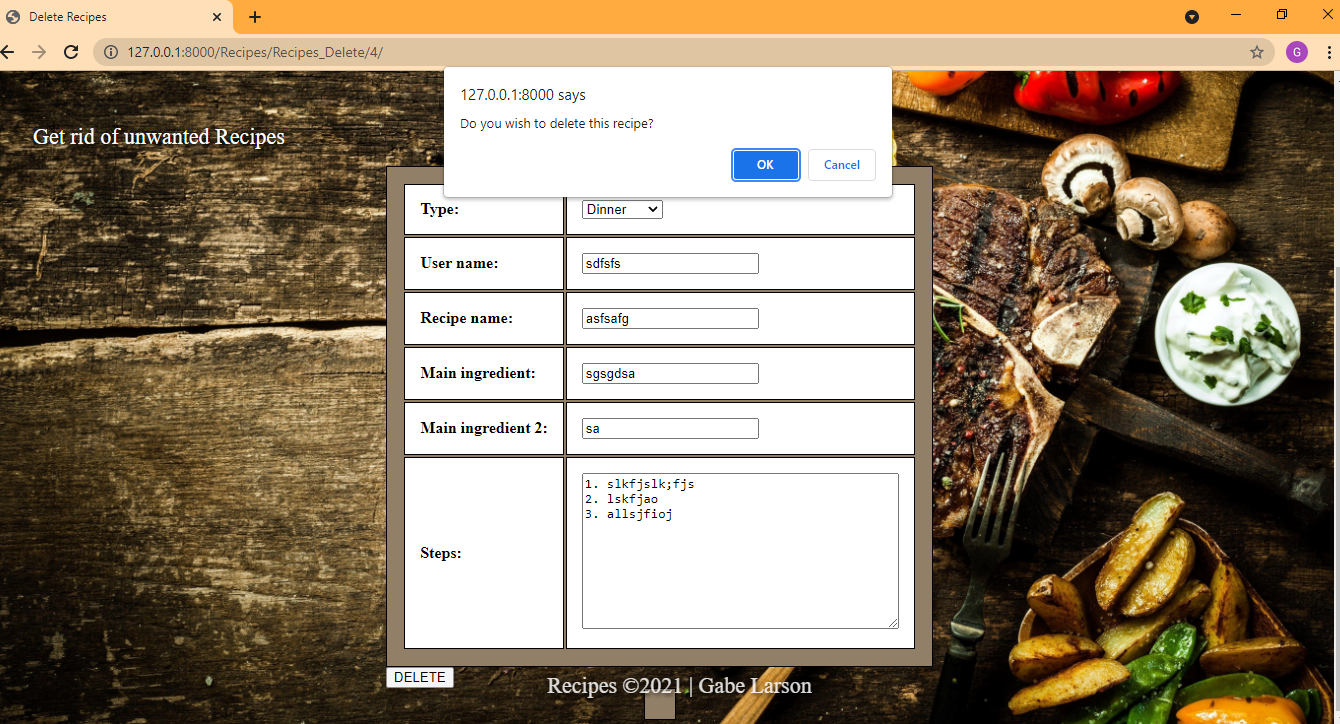 Delete Recipes
127.0.0.1:8000/Recipes/Recipes_Delete/4/
G
127.0.0.1:8000 says
Do you wish to delete this recipe?
OK Cancel
Get rid of unwanted Recipes
Type: Dinner
User name: sdfsfs
Recipe name: asfsafg
Main ingredient: sgsgdsa
Main ingredient 2: sa
Steps:
1. slkfjslk;fjs
2. lskfjao
3. allsjfioj
DELETE
Recipes ©2021 | Gabe Larson